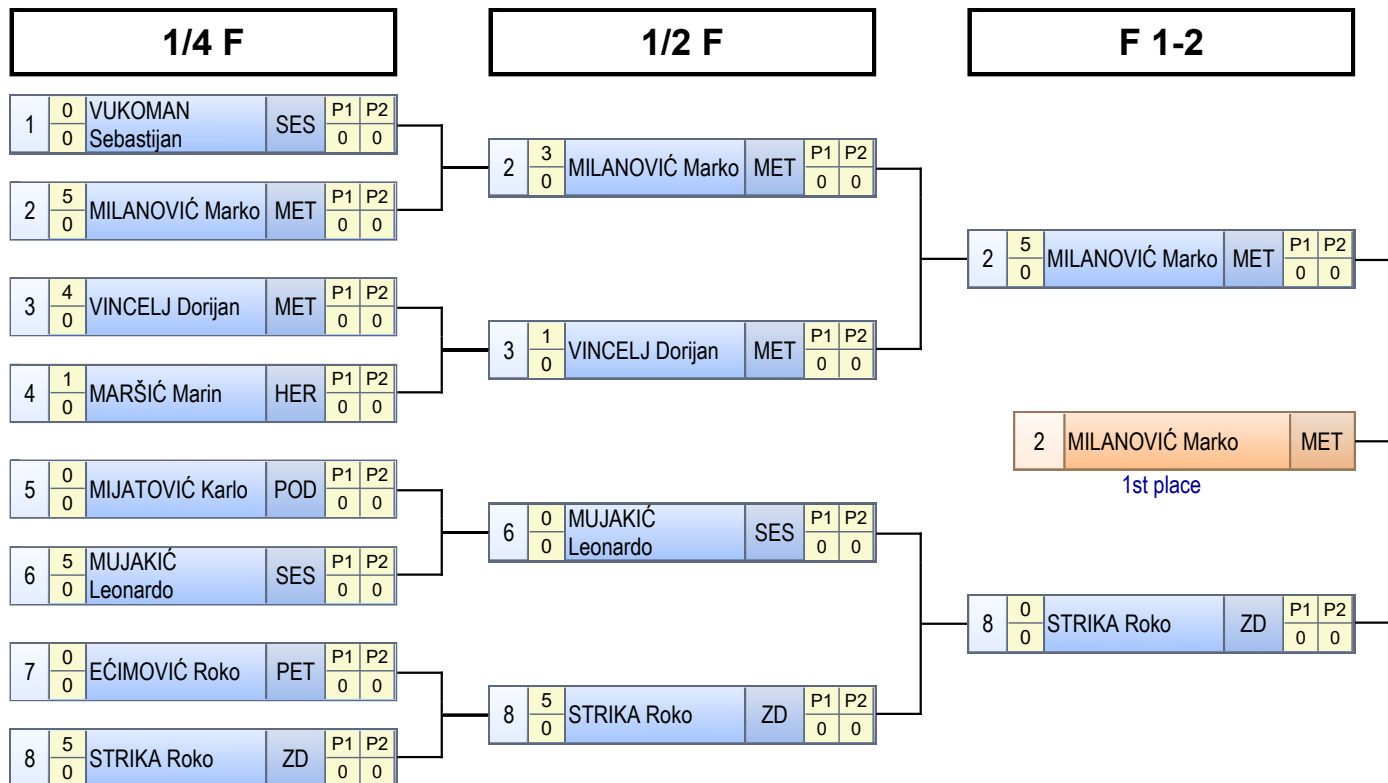 1/4 F
1/2 F
F 1-2
1 0 VUKOMAN SES P1 P2
0 Sebastijan 0 0
2 5 MILANOVIĆ Marko MET P1 P2
0 0 0
3 4 VINCELJ Dorijan MET P1 P2
0 0 0
4 1 MARŠIĆ Marin HER P1 P2
0 0 0
5 0 MIJATOVIĆ Karlo POD P1 P2
0 0 0
6 5 MUJAKIĆ SES P1 P2
0 Leonardo 0 0
7 0 EĆIMOVIĆ Roko PET P1 P2
0 0 0
8 5 STRIKA Roko ZD P1 P2
0 0 0
2 3 MILANOVIĆ Marko MET P1 P2
0 0 0
3 1 VINCELJ Dorijan MET P1 P2
0 0 0
6 0 MUJAKIĆ SES P1 P2
0 Leonardo 0 0
8 5 STRIKA Roko ZD P1 P2
0 0 0
2 5 MILANOVIĆ Marko MET P1 P2
0 0 0
2 MILANOVIĆ Marko MET
1st place
8 0 STRIKA Roko ZD P1 P2
0 0 0